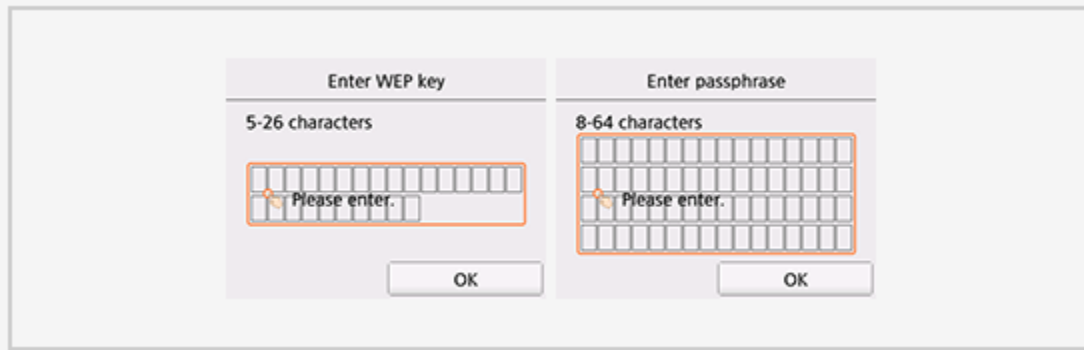 Enter WEP key
5-26 characters
Please enter.
OK
Enter passphrase
8-64 characters
Please enter.
OK